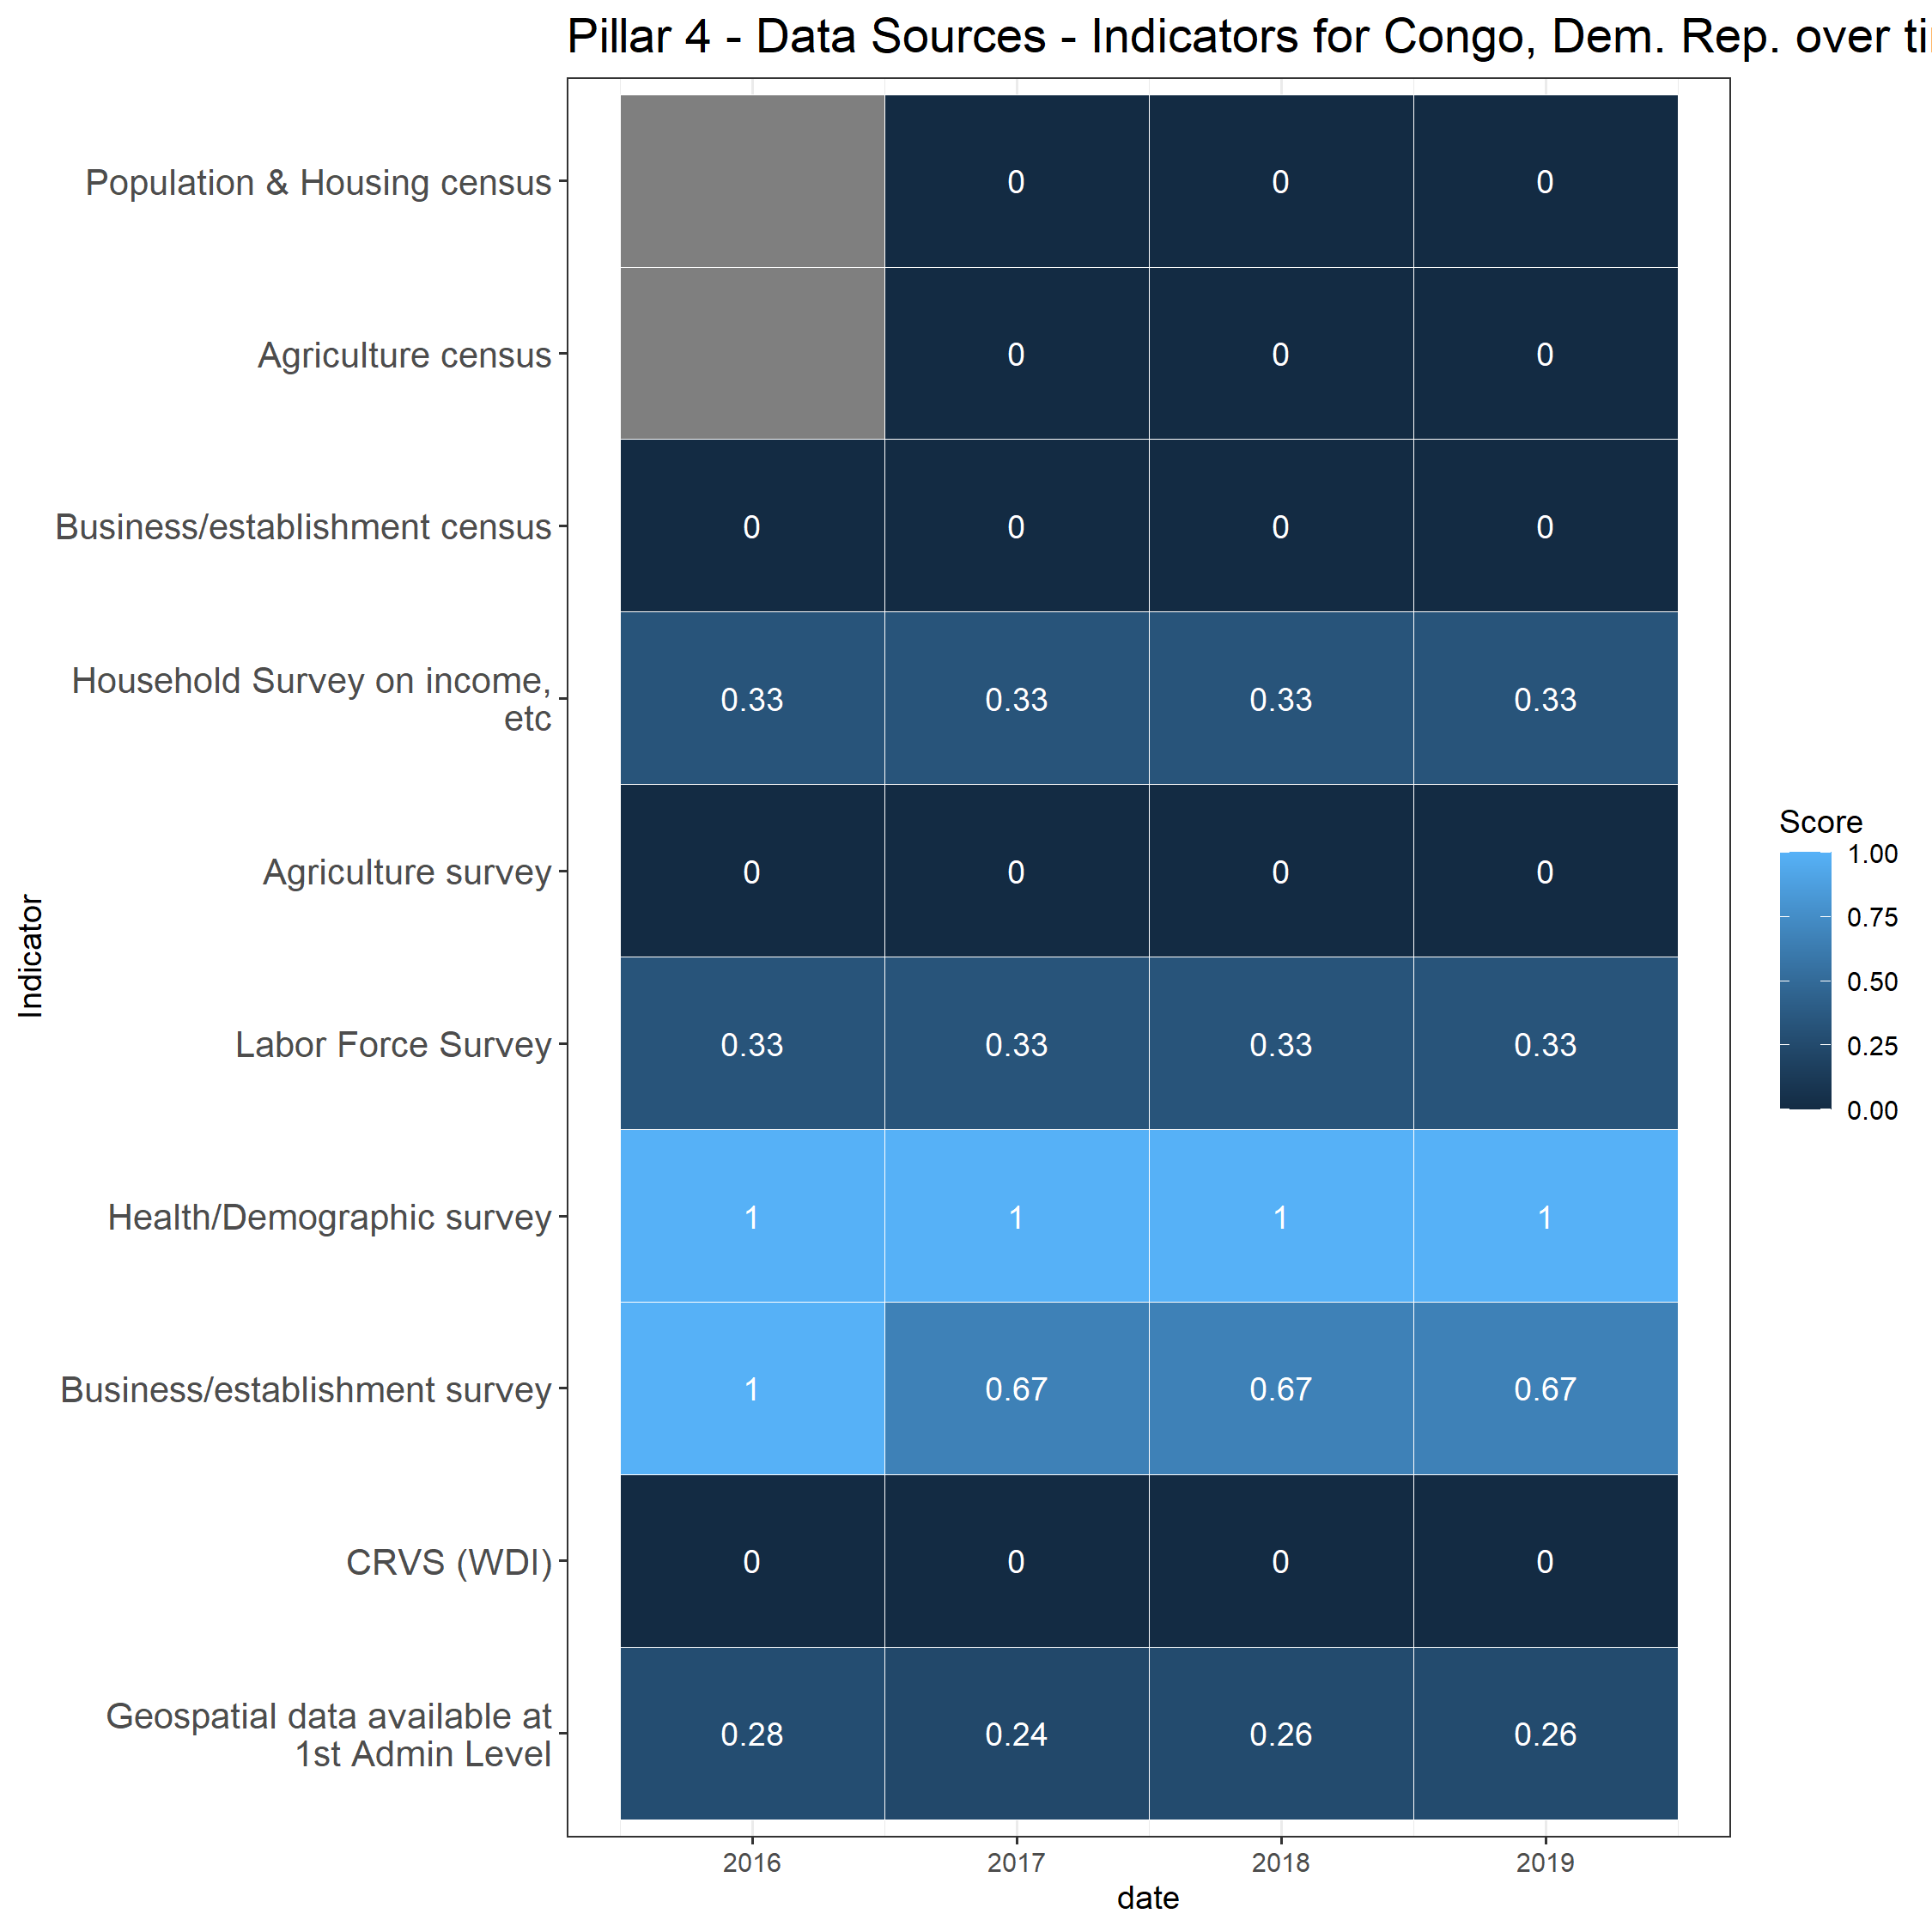 Pillar 4 - Data Sources - Indicators for Congo, Dem. Rep. over
Population & Housing census
0 0 0
Agriculture census
0 0 0
Business/establishment census
0 0 0 0
Household Survey on income,
etc
0.33 0.33 0.33 0.33
Agriculture survey
0 0 0 0
Labor Force Survey
0.33 0.33 0.33 0.33
Health/Demographic survey
1 1 1 1
Business/establishment survey
1 0.67 0.67 0.67
CRVS (WDI)
0 0 0 0
Geospatial data available at
1st Admin Level
0.28 0.24 0.26 0.26
Indicator
2016 2017 2018 2019
date
Score
1.00
0.75
0.50
0.25
0.00